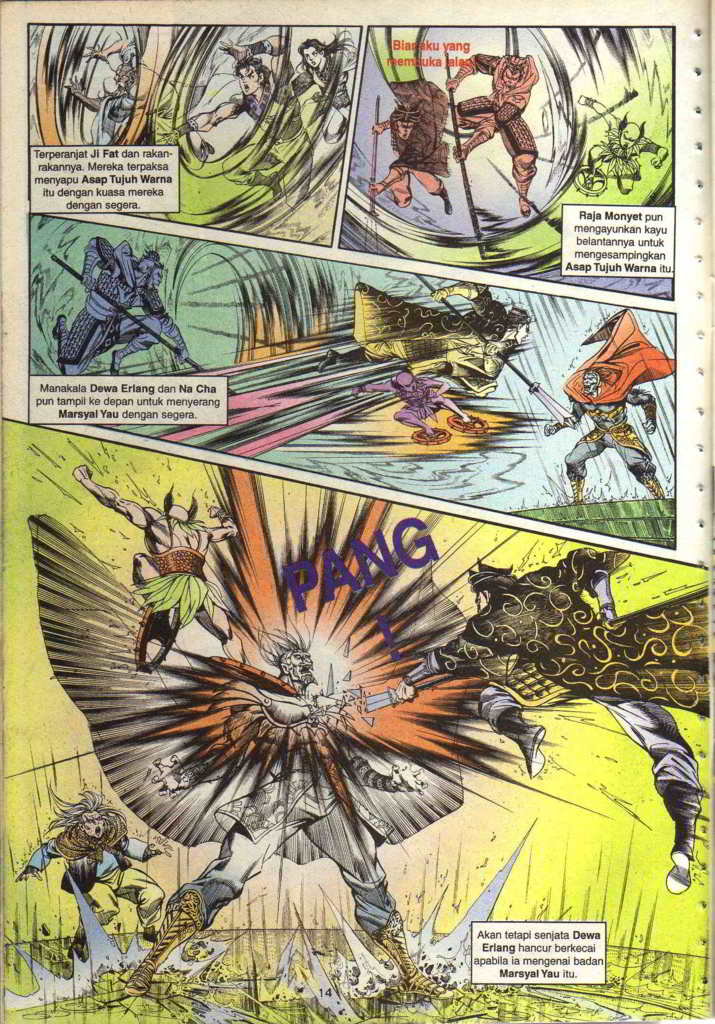 Terperanjat Ji Fat dan rakan-
rakannya. Mereka terpaksa
menyapu Asap Tujuh Warna
itu dengan kuasa mereka
dengan segera.
Biar aku yang
membuka jalan
Raja Monyet pun
mengayunkan kayu
belantannya untuk
mengesampingkan
Asap Tujuh Warna itu.
Manakala Dewa Erlang dan Na Cha
pun tampil ke depan untuk menyerang
Marsyal Yau dengan segera.
PANG
!
Akan tetapi senjata Dewa
Erlang hancur berkecai
apabila ia mengenai badan
Marsyal Yau itu.
14